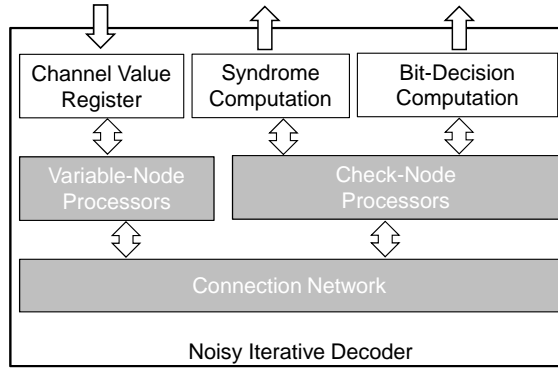 Channel Value
Register
Syndrome
Computation
Bit-Decision
Computation
Variable-Node
Processors
Check-Node
Processors
Connection Network
Noisy Iterative Decoder